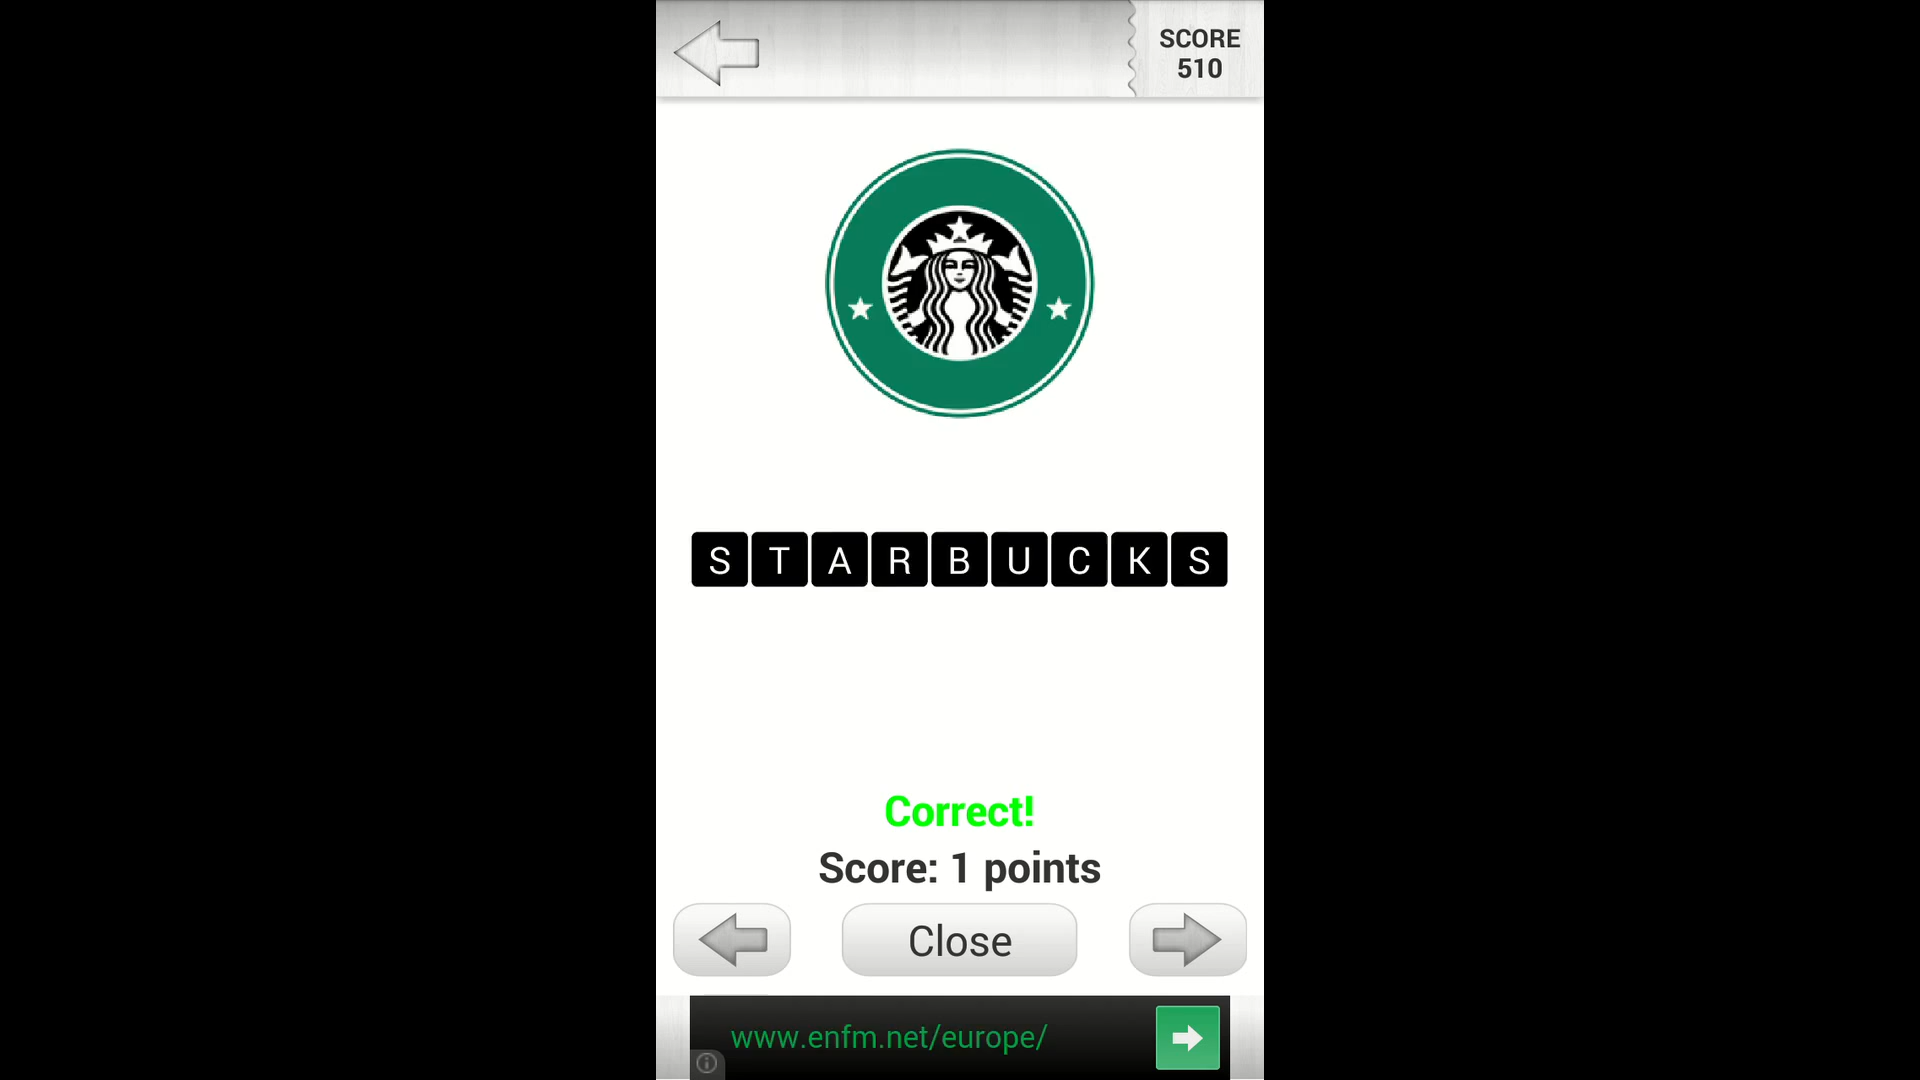 SCORE
510
STARBUCKS
Correct!
Score: 1 points
Close
www.enfm.net/europe/